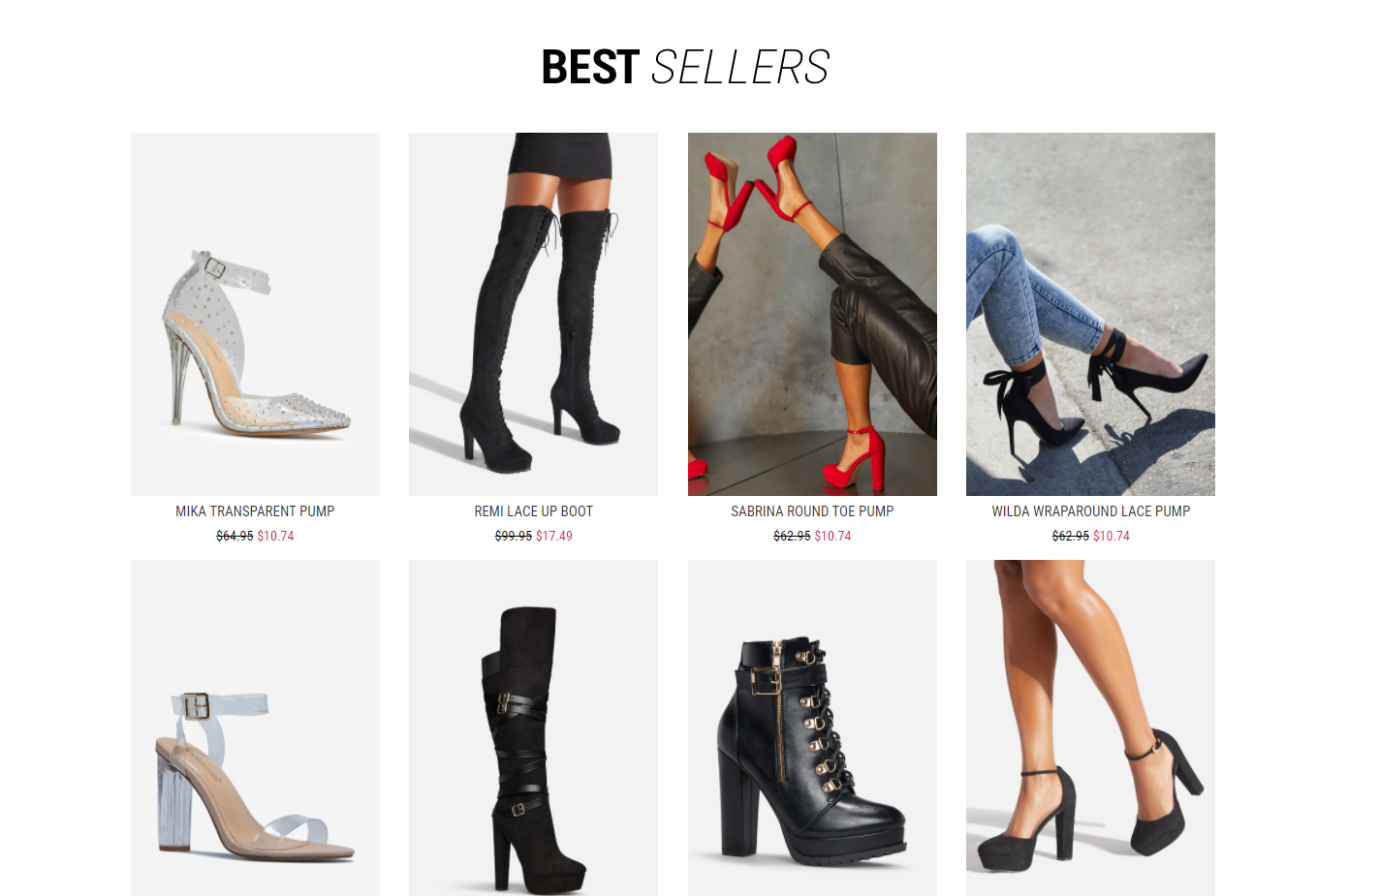 BEST SELLERS
MIKA TRANSPARENT PUMP
$64.95 $10.74
REMI LACE UP BOOT
$99.95 $17.49
SABRINA ROUND TOE PUMP
$62.95 $10.74
WILDA WRAPAROUND LACE PUMP
$62.95 $10.74